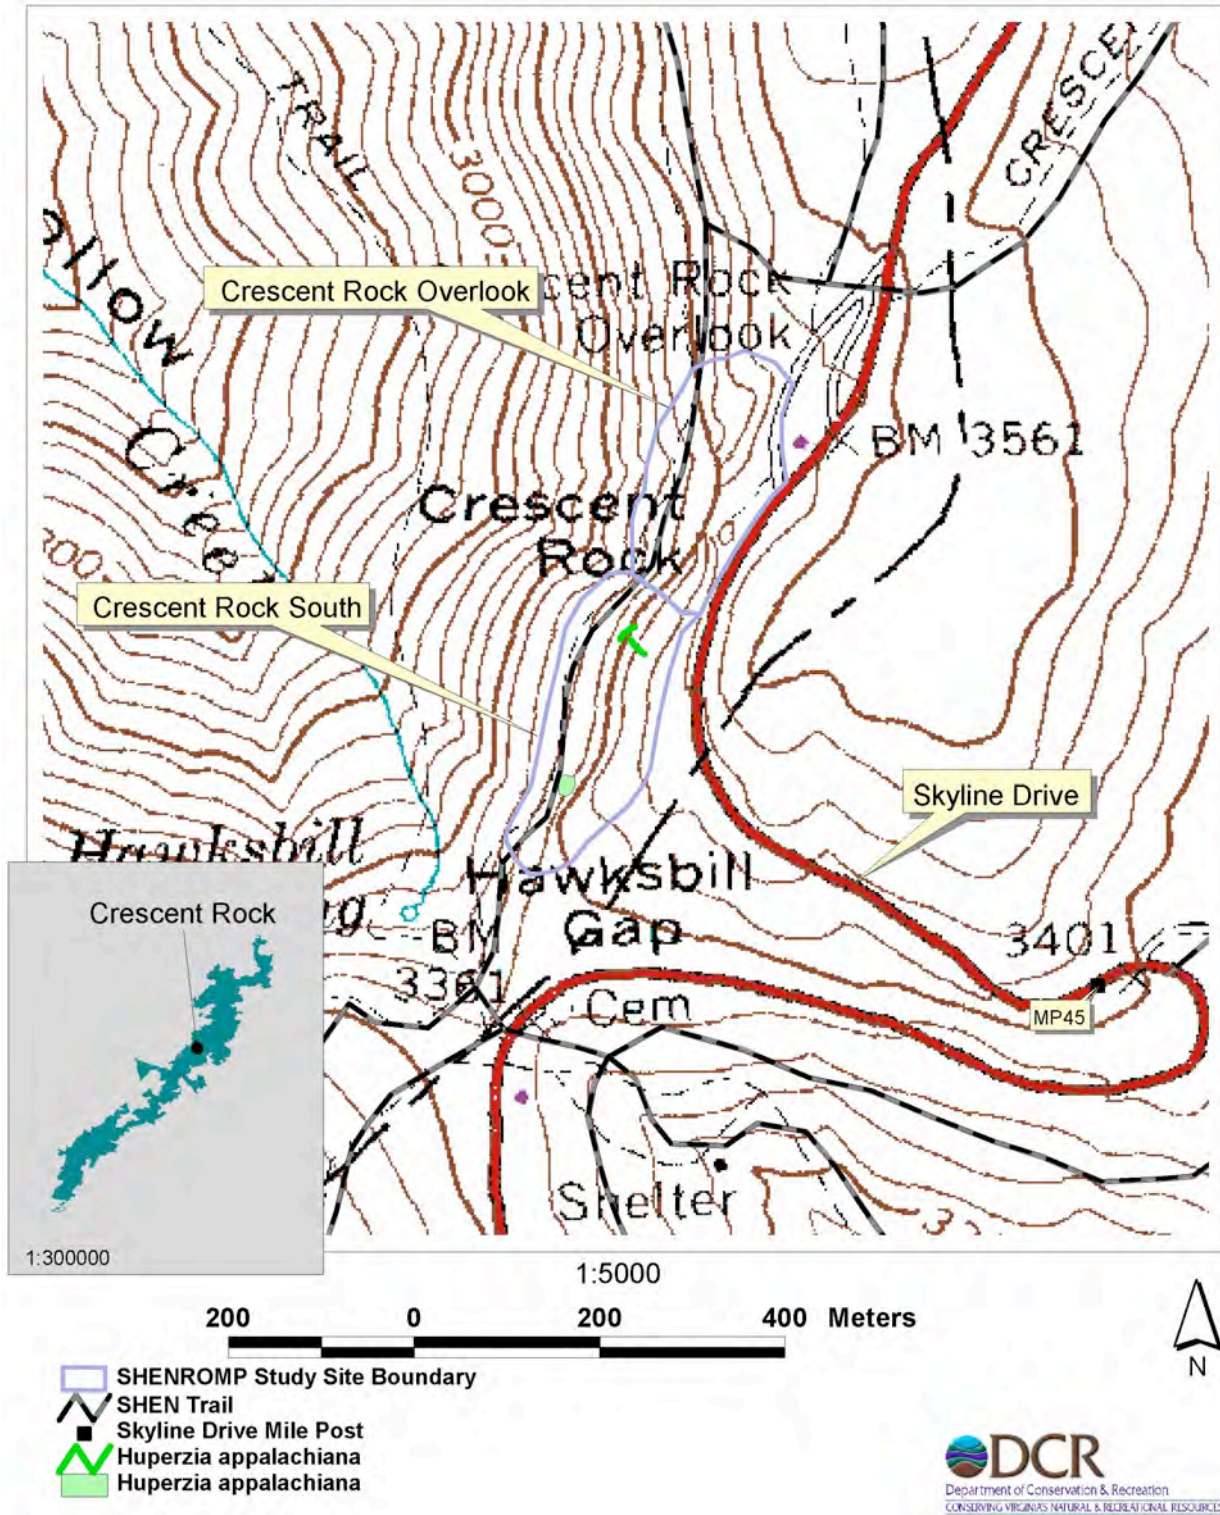 TRAIL
3000
CRESCE
ollow
Crescent Rock Overlook
cent Rock
Overlook
BM 3561
Crescent
Rock
Crescent Rock South
Skyline Drive
Hawksbill
Hawksbill
Gap
BM
3361
3401
MP45
Cem
Shelter
Crescent Rock
1:300000
1:5000
200 0 200 400 Meters
N
SHENROMP Study Site Boundary
SHEN Trail
Skyline Drive Mile Post
Huperzia appalachiana
Huperzia appalachiana
DCR
Department of Conservation & Recreation
CONSERVING VIRGINIA'S NATURAL & RECREATIONAL RESOURCES